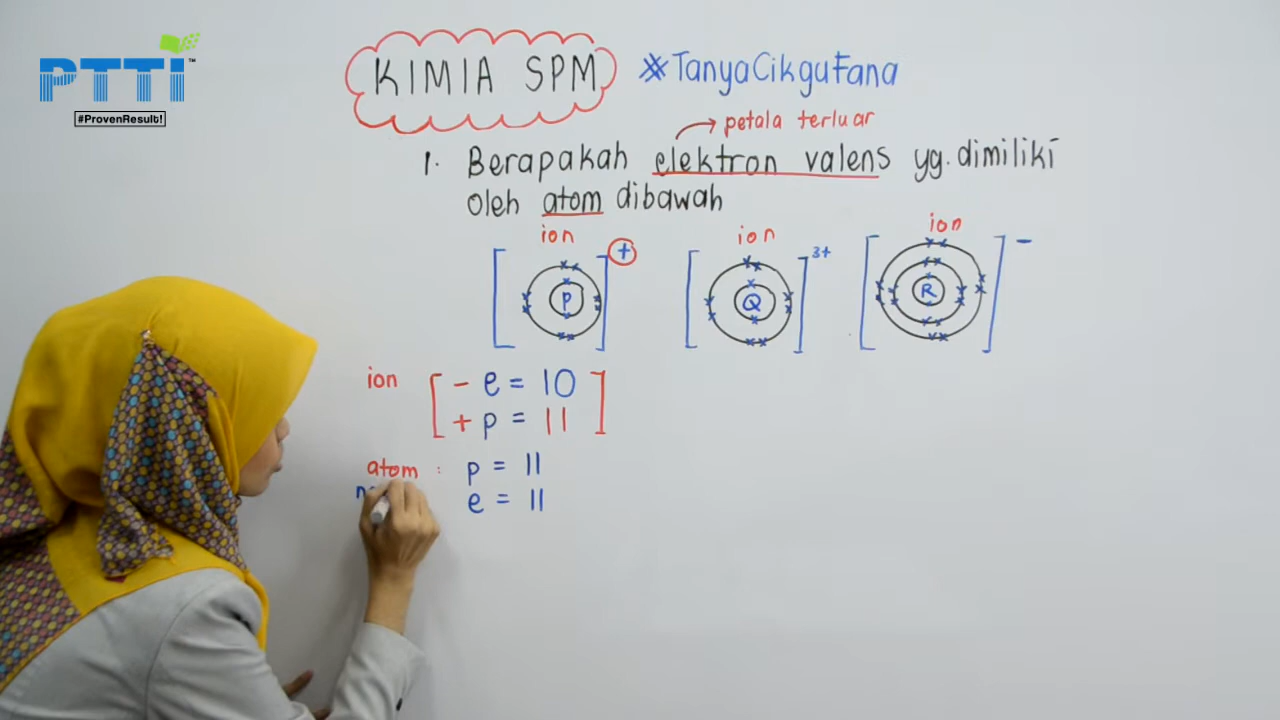 PTTI™
#ProvenResult!
KIMIA SPM
#TanyaCikguFana
petala terluar
1. Berapakah elektron valens yg. dimiliki
oleh atom dibawah
ion
ion
ion
P
+
Q
3+
R
-
ion
- e = 10
+ p = 11
atom : p = 11
e = 11